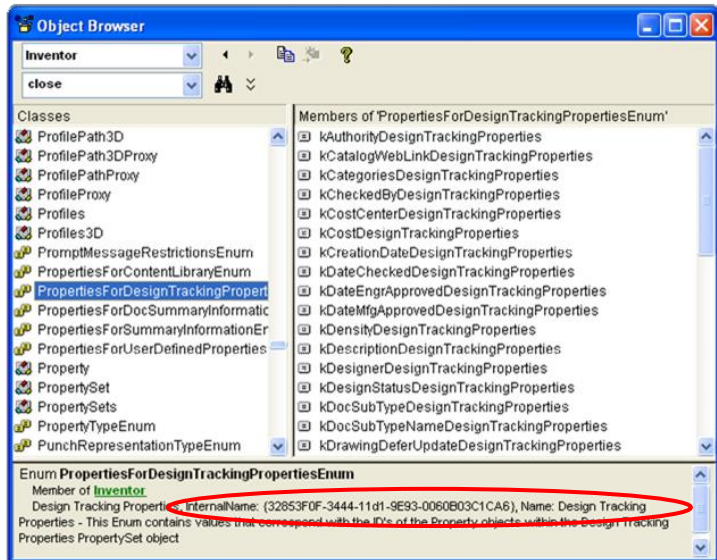 Object Browser
Inventor
close
Classes
ProfilePath3D
ProfilePath3DProxy
ProfilePathProxy
ProfileProxy
Profiles
Profiles3D
PromptMessageRestrictionsEnum
PropertiesForContentLibraryEnum
PropertiesForDesignTrackingPropert
PropertiesForDocSummaryInformatic
PropertiesForSummaryInformationEr
PropertiesForUserDefinedProperties
Property
PropertySet
PropertySets
PropertyTypeEnum
PunchRepresentationTypeEnum
Members of 'PropertiesForDesignTrackingPropertiesEnum'
kAuthorityDesignTrackingProperties
kCatalogWebLinkDesignTrackingProperties
kCategoriesDesignTrackingProperties
kCheckedByDesignTrackingProperties
kCostCenterDesignTrackingProperties
kCostDesignTrackingProperties
kCreationDateDesignTrackingProperties
kDateCheckedDesignTrackingProperties
kDateEngrApprovedDesignTrackingProperties
kDateMfgApprovedDesignTrackingProperties
kDensityDesignTrackingProperties
kDescriptionDesignTrackingProperties
kDesignerDesignTrackingProperties
kDesignStatusDesignTrackingProperties
kDocSubTypeDesignTrackingProperties
kDocSubTypeNameDesignTrackingProperties
kDrawingDeferUpdateDesignTrackingProperties
Enum PropertiesForDesignTrackingPropertiesEnum
Member of Inventor
Design Tracking Properties, InternalName: {32853F0F-3444-11d1-9E93-0060B03C1CA6}, Name: Design Tracking
Properties - This Enum contains values that correspond with the ID's of the Property objects within the Design Tracking
Properties PropertySet object